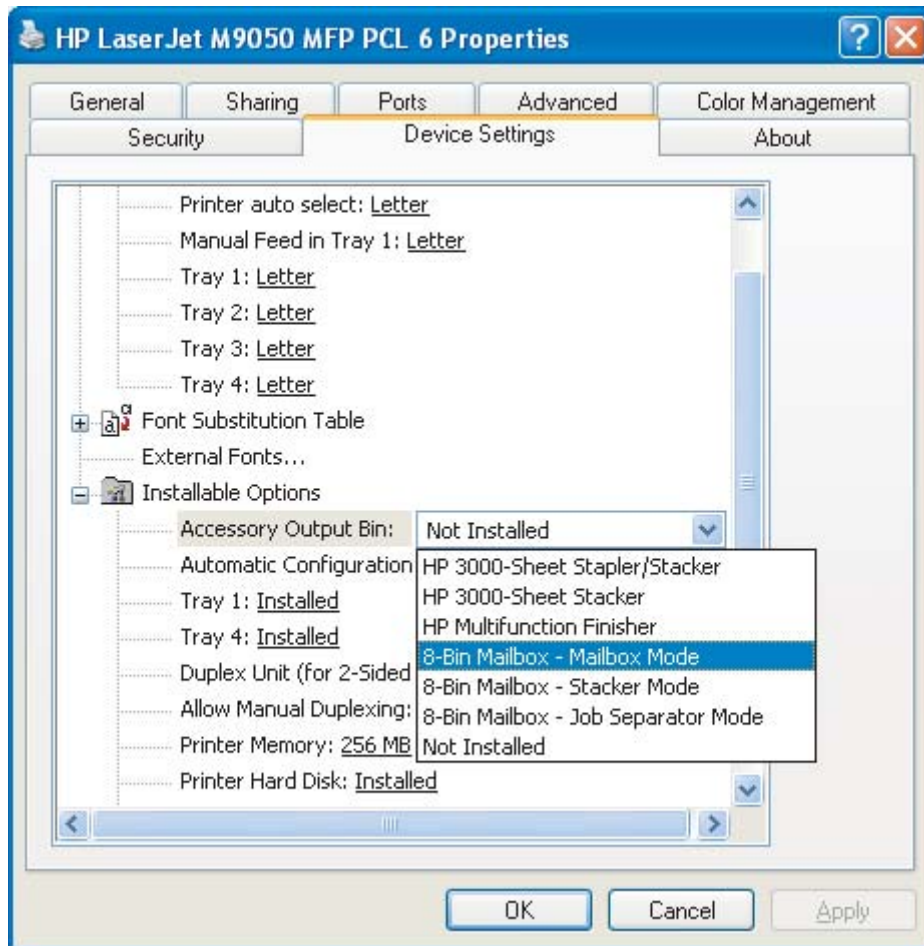 HP LaserJet M9050 MFP PCL 6 Properties
General Sharing Ports Advanced Color Management
Security Device Settings About
Printer auto select: Letter
Manual Feed in Tray 1: Letter
Tray 1: Letter
Tray 2: Letter
Tray 3: Letter
Tray 4: Letter
Font Substitution Table
External Fonts...
Installable Options
Accessory Output Bin: Not Installed
Automatic Configuration
Tray 1: Installed
Tray 4: Installed
Duplex Unit (for 2-Sided
Allow Manual Duplexing:
Printer Memory: 256 MB
Printer Hard Disk: Installed
HP 3000-Sheet Stapler/Stacker
HP 3000-Sheet Stacker
HP Multifunction Finisher
8-Bin Mailbox - Mailbox Mode
8-Bin Mailbox - Stacker Mode
8-Bin Mailbox - Job Separator Mode
Not Installed
OK Cancel Apply